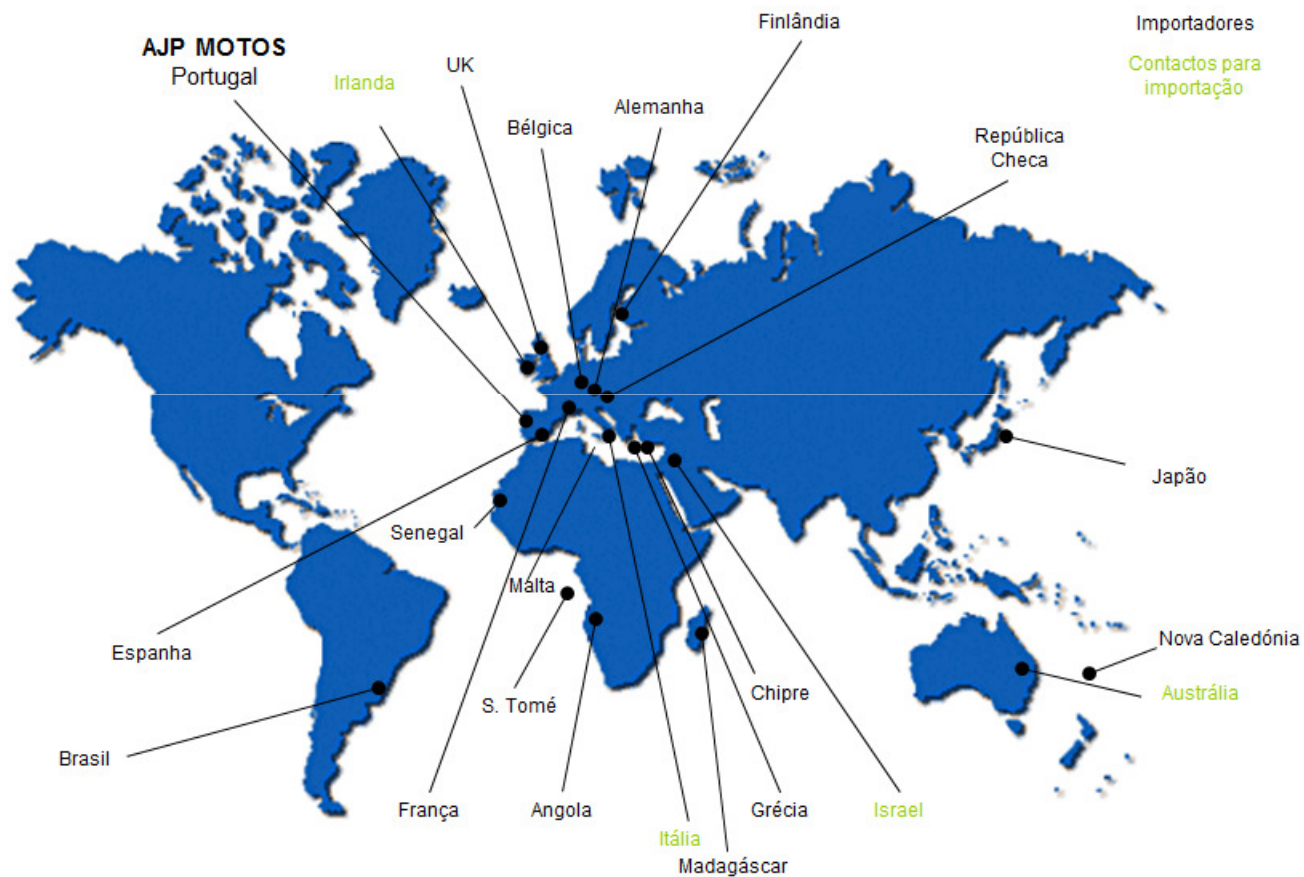 Finlândia
Importadores
AJP MOTOS
Portugal
Irlanda
UK
Contactos para
importação
Bélgica
Alemanha
República
Checa
Japão
Senegal
Malta
Espanha
S. Tomé
Chipre
Nova Caledónia
Austrália
Brasil
França
Angola
Itália
Grécia
Israel
Madagáscar